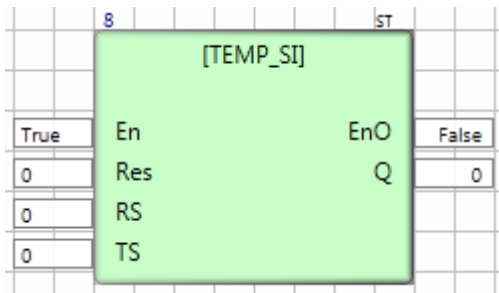 8 ST
[TEMP_SI]
True En EnO False
0 Res Q 0
0 RS
0 TS